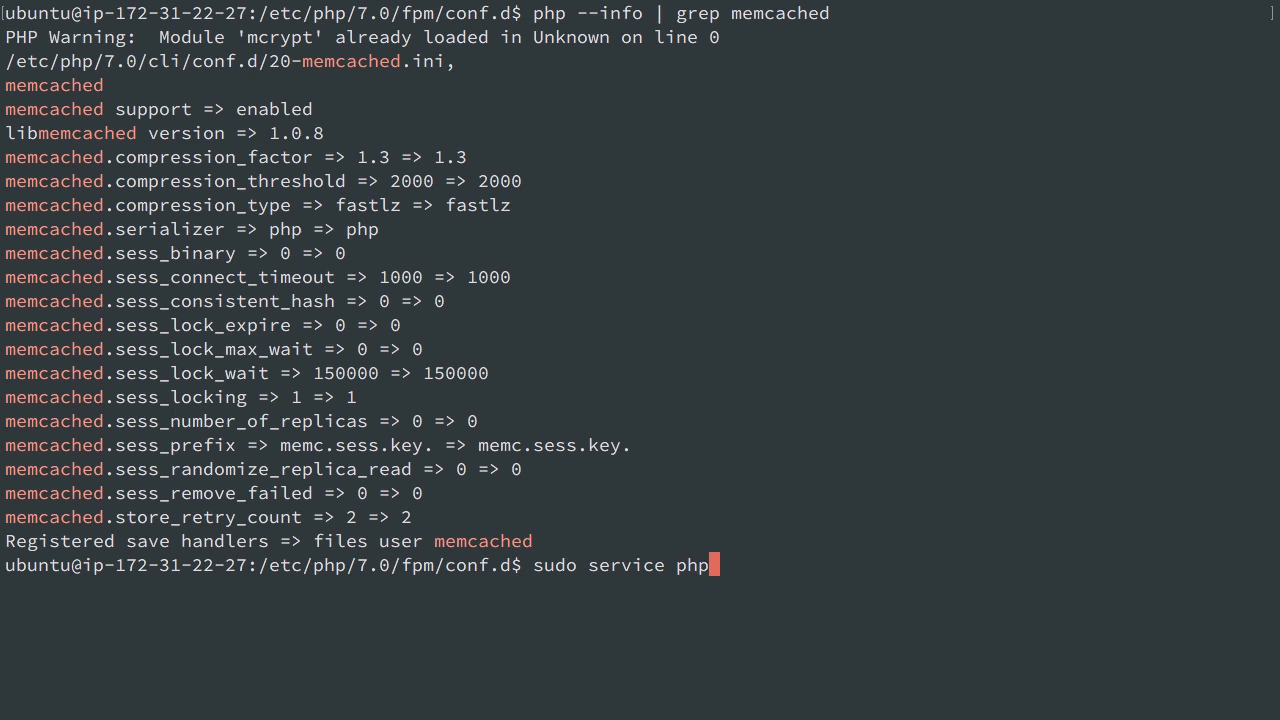 ubuntu@ip-172-31-22-27:/etc/php/7.0/fpm/conf.d$ php --info | grep memcached
PHP Warning:  Module 'mcrypt' already loaded in Unknown on line 0
/etc/php/7.0/cli/conf.d/20-memcached.ini,
memcached
memcached support => enabled
libmemcached version => 1.0.8
memcached.compression_factor => 1.3 => 1.3
memcached.compression_threshold => 2000 => 2000
memcached.compression_type => fastlz => fastlz
memcached.serializer => php => php
memcached.sess_binary => 0 => 0
memcached.sess_connect_timeout => 1000 => 1000
memcached.sess_consistent_hash => 0 => 0
memcached.sess_lock_expire => 0 => 0
memcached.sess_lock_max_wait => 0 => 0
memcached.sess_lock_wait => 150000 => 150000
memcached.sess_locking => 1 => 1
memcached.sess_number_of_replicas => 0 => 0
memcached.sess_prefix => memc.sess.key. => memc.sess.key.
memcached.sess_randomize_replica_read => 0 => 0
memcached.sess_remove_failed => 0 => 0
memcached.store_retry_count => 2 => 2
Registered save handlers => files user memcached
ubuntu@ip-172-31-22-27:/etc/php/7.0/fpm/conf.d$ sudo service php